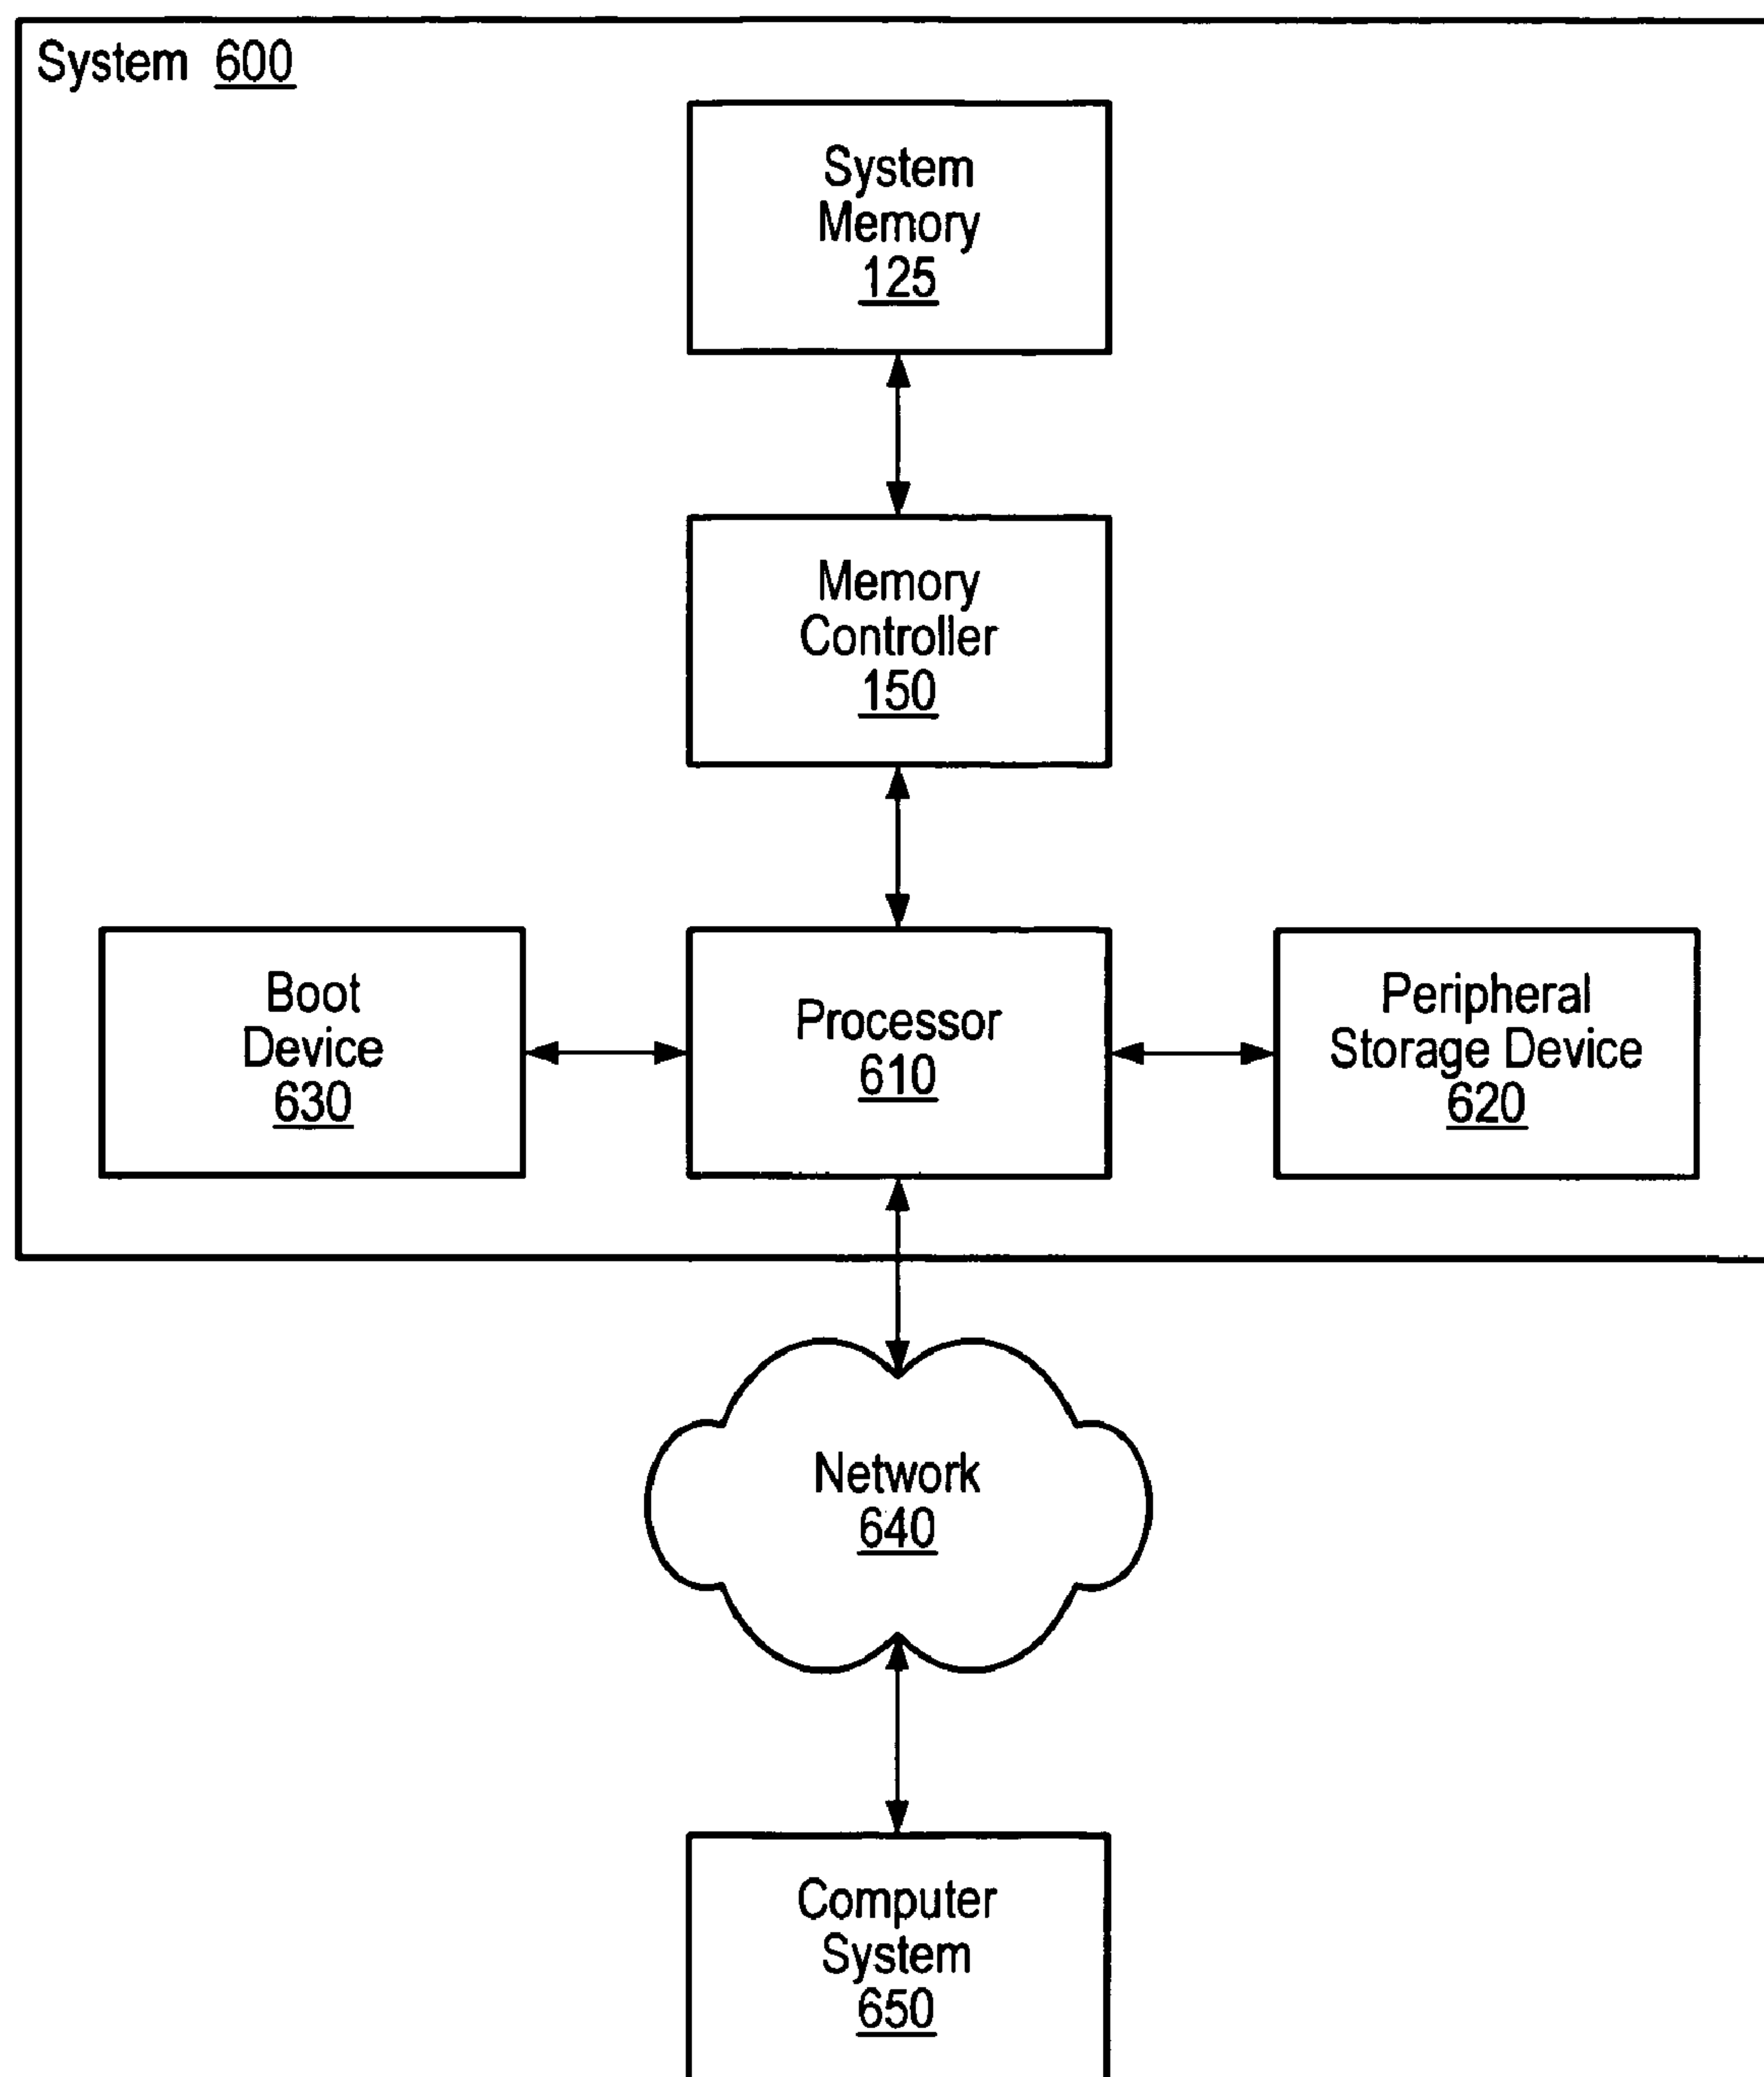 System 600
System
Memory
125
Memory
Controller
150
Boot
Device
630
Processor
610
Peripheral
Storage Device
620
Network
640
Computer
System
650